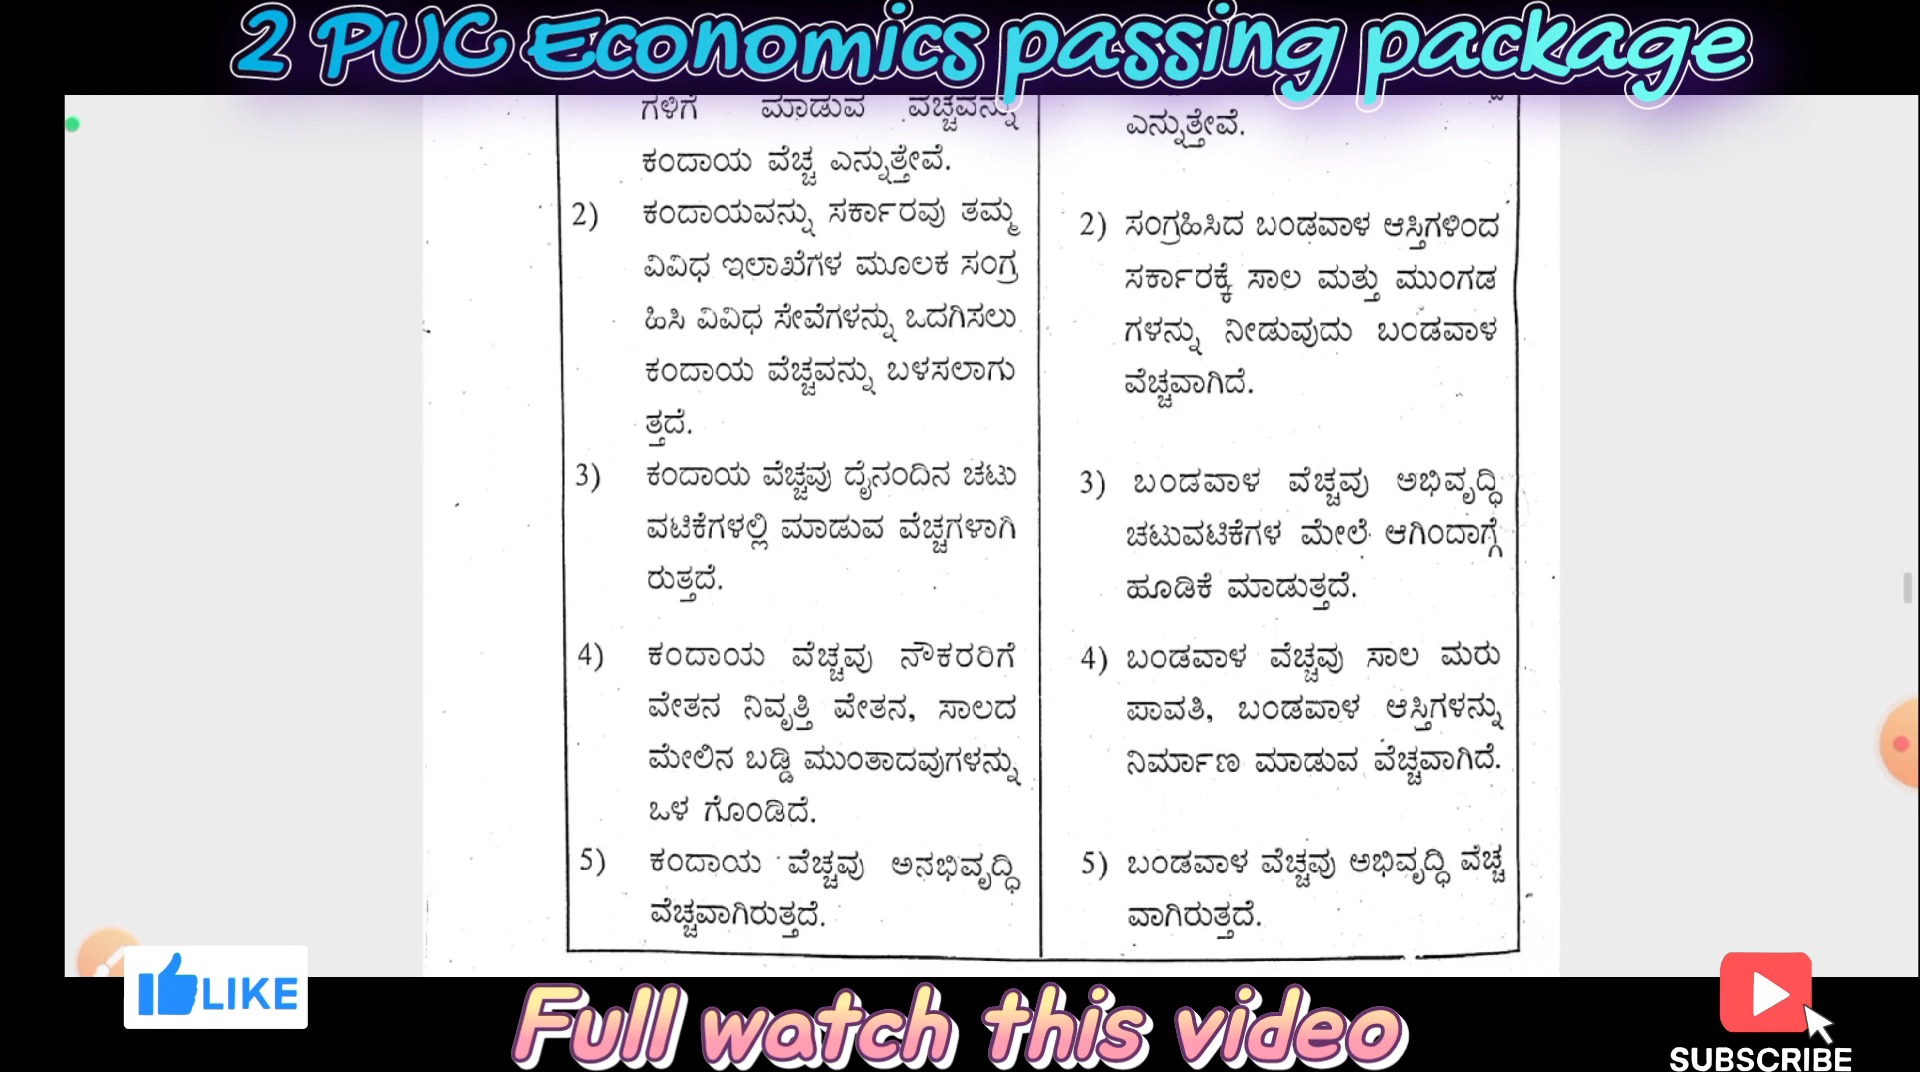 2 PUC Economics passing package
ಗಳಿಗೆ ಮಾಡುವ ವೆಚ್ಚವನ್ನು
ಕಂದಾಯ ವೆಚ್ಚ ಎನ್ನುತ್ತೇವೆ.
2) ಕಂದಾಯವನ್ನು ಸರ್ಕಾರವು ತಮ್ಮ
ವಿವಿಧ ಇಲಾಖೆಗಳ ಮೂಲಕ ಸಂಗ್ರ
ಹಿಸಿ ವಿವಿಧ ಸೇವೆಗಳನ್ನು ಒದಗಿಸಲು
ಕಂದಾಯ ವೆಚ್ಚವನ್ನು ಬಳಸಲಾಗು
ತ್ತದೆ.
3) ಕಂದಾಯ ವೆಚ್ಚವು ದೈನಂದಿನ ಚಟು
ವಟಿಕೆಗಳಲ್ಲಿ ಮಾಡುವ ವೆಚ್ಚಗಳಾಗಿ
ರುತ್ತದೆ.
4) ಕಂದಾಯ ವೆಚ್ಚವು ನೌಕರರಿಗೆ
ವೇತನ ನಿವೃತ್ತಿ ವೇತನ, ಸಾಲದ
ಮೇಲಿನ ಬಡ್ಡಿ ಮುಂತಾದವುಗಳನ್ನು
ಒಳ ಗೊಂಡಿದೆ.
5) ಕಂದಾಯ ವೆಚ್ಚವು ಅನಭಿವೃದ್ಧಿ
ವೆಚ್ಚವಾಗಿರುತ್ತದೆ.
ಎನ್ನುತ್ತೇವೆ.
2) ಸಂಗ್ರಹಿಸಿದ ಬಂಡವಾಳ ಆಸ್ತಿಗಳಿಂದ
ಸರ್ಕಾರಕ್ಕೆ ಸಾಲ ಮತ್ತು ಮುಂಗಡ
ಗಳನ್ನು ನೀಡುವುದು ಬಂಡವಾಳ
ವೆಚ್ಚವಾಗಿದೆ.
3) ಬಂಡವಾಳ ವೆಚ್ಚವು ಅಭಿವೃದ್ಧಿ
ಚಟುವಟಿಕೆಗಳ ಮೇಲೆ ಆಗಿಂದಾಗ್ಗೆ
ಹೂಡಿಕೆ ಮಾಡುತ್ತದೆ.
4) ಬಂಡವಾಳ ವೆಚ್ಚವು ಸಾಲ ಮರು
ಪಾವತಿ, ಬಂಡವಾಳ ಆಸ್ತಿಗಳನ್ನು
ನಿರ್ಮಾಣ ಮಾಡುವ ವೆಚ್ಚವಾಗಿದೆ.
5) ಬಂಡವಾಳ ವೆಚ್ಚವು ಅಭಿವೃದ್ಧಿ ವೆಚ್ಚ
ವಾಗಿರುತ್ತದೆ.
LIKE
Full watch this video
SUBSCRIBE